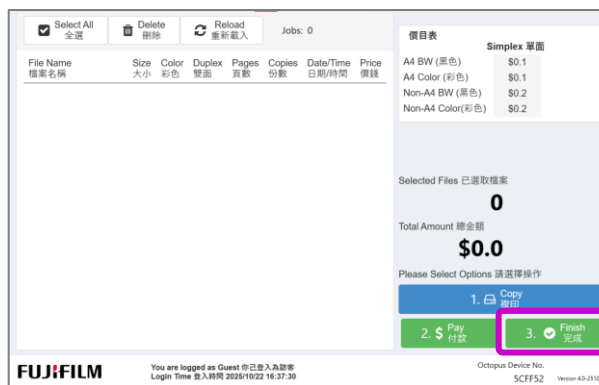 Select All
全選
Delete
刪除
Reload
重新載入
Jobs: 0
File Name
檔案名稱
Size
大小
Color
彩色
Duplex
雙面
Pages
頁數
Copies
份數
Date/Time
日期/時間
Price
價錢
價目表
Simplex 單面
A4 BW (黑色) $0.1
A4 Color (彩色) $0.1
Non-A4 BW (黑色) $0.2
Non-A4 Color(彩色) $0.2
Selected Files 已選取檔案
0
Total Amount 總金額
$0.0
Please Select Options 請選擇操作
1. Copy
複印
2. $ Pay
付款
3. Finish
完成
FUJIFILM
You are logged as Guest 你已登入為訪客
Login Time 登入時間 2025/10/22 16:37:30
Octopus Device No.
5CFF52
Version 4.0-2510